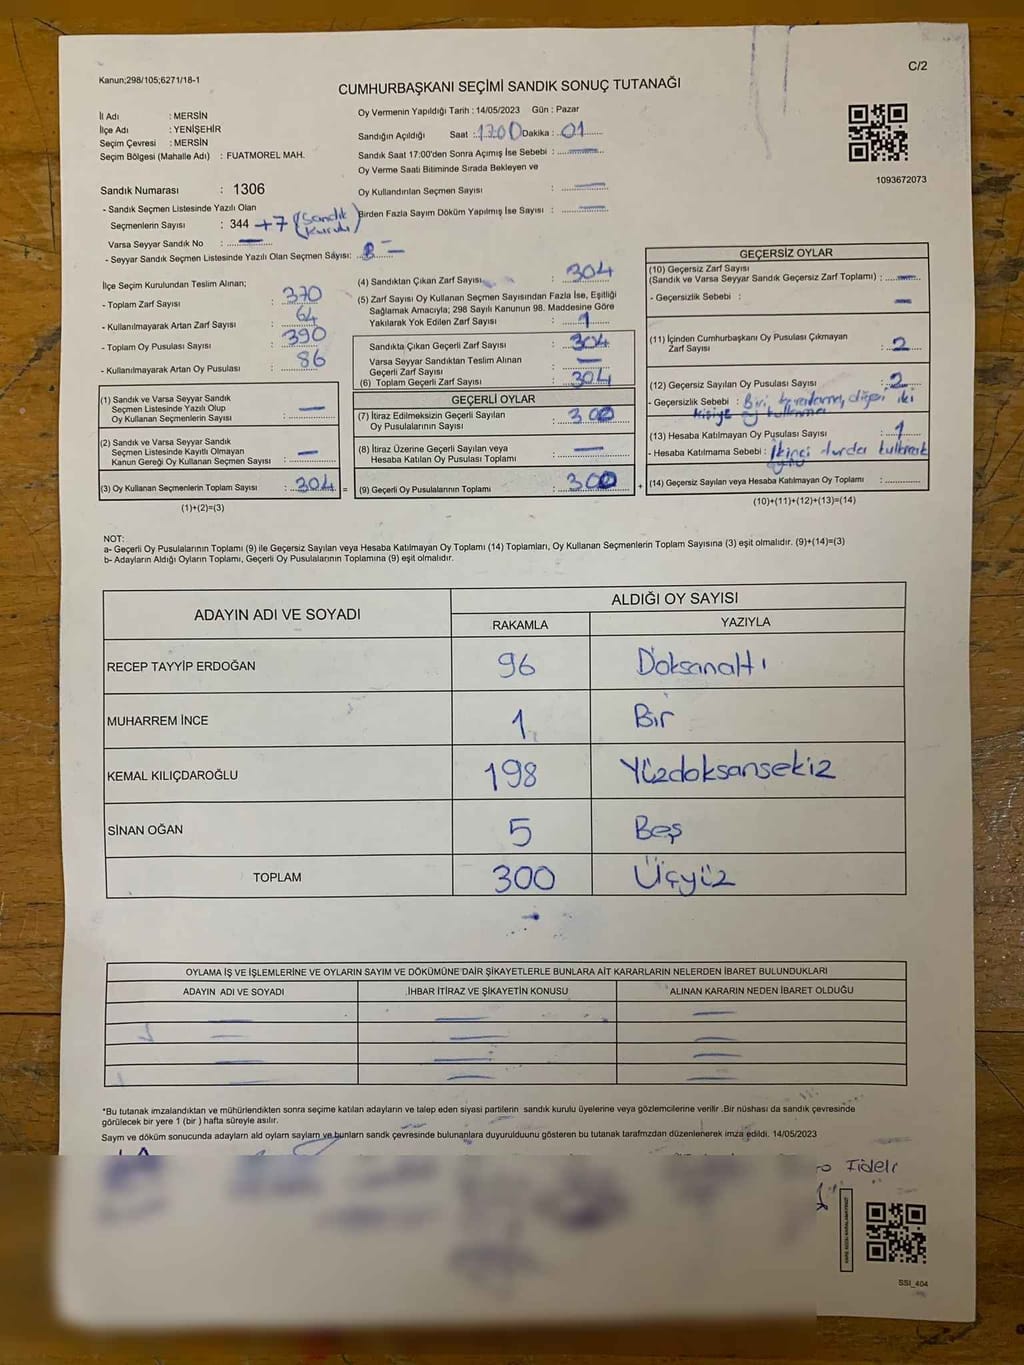 Kanun;298/105;6271/18-1
C/2
CUMHURBAŞKANI SEÇİMİ SANDIK SONUÇ TUTANAĞI
İl Adı : MERSİN
İlçe Adı : YENİŞEHİR
Seçim Çevresi : MERSİN
Seçim Bölgesi (Mahalle Adı) : FUATMOREL MAH.
Sandık Numarası : 1306
- Sandık Seçmen Listesinde Yazılı Olan
Seçmenlerin Sayısı : 344 +7 (Sandık Kurulu)
Varsa Seyyar Sandık No : —
- Seyyar Sandık Seçmen Listesinde Yazılı Olan Seçmen Sayısı: —
Oy Vermenin Yapıldığı Tarih : 14/05/2023 Gün : Pazar
Sandığın Açıldığı Saat : 17.00 Dakika : 01
Sandık Saat 17:00'den Sonra Açımış İse Sebebi : —
Oy Verme Saati Bitiminde Sırada Bekleyen ve
Oy Kullandırılan Seçmen Sayısı : —
Birden Fazla Sayım Döküm Yapılmış İse Sayısı : —
1093672073
İlçe Seçim Kurulundan Teslim Alınan;
- Toplam Zarf Sayısı : 370
- Kullanılmayarak Artan Zarf Sayısı : 64
- Toplam Oy Pusulası Sayısı : 390
- Kullanılmayarak Artan Oy Pusulası : 86
(1) Sandık ve Varsa Seyyar Sandık
Seçmen Listesinde Yazılı Olup
Oy Kullanan Seçmenlerin Sayısı : —
(2) Sandık ve Varsa Seyyar Sandık
Seçmen Listesinde Kayıtlı Olmayan
Kanun Gereği Oy Kullanan Seçmen Sayısı : —
(3) Oy Kullanan Seçmenlerin Toplam Sayısı : 304 =
(1)+(2)=(3)
(4) Sandıktan Çıkan Zarf Sayısı : 304
(5) Zarf Sayısı Oy Kullanan Seçmen Sayısından Fazla İse, Eşitliği
Sağlamak Amacıyla; 298 Sayılı Kanunun 98. Maddesine Göre
Yakılarak Yok Edilen Zarf Sayısı : 1
Sandıkta Çıkan Geçerli Zarf Sayısı : 304
Varsa Seyyar Sandıktan Teslim Alınan
Geçerli Zarf Sayısı : —
(6) Toplam Geçerli Zarf Sayısı : 304
GEÇERLİ OYLAR
(7) İtiraz Edilmeksizin Geçerli Sayılan
Oy Pusulalarının Sayısı : 300
(8) İtiraz Üzerine Geçerli Sayılan veya
Hesaba Katılan Oy Pusulası Toplamı : —
(9) Geçerli Oy Pusulalarının Toplamı : 300 +
GEÇERSİZ OYLAR
(10) Geçersiz Zarf Sayısı
(Sandık ve Varsa Seyyar Sandık Geçersiz Zarf Toplamı) : —
- Geçersizlik Sebebi : —
(11) İçinden Cumhurbaşkanı Oy Pusulası Çıkmayan
Zarf Sayısı : 2
(12) Geçersiz Sayılan Oy Pusulası Sayısı : 2
- Geçersizlik Sebebi : Biri, diğeri iki
kişiye oy kullanma
(13) Hesaba Katılmayan Oy Pusulası Sayısı : 1
- Hesaba Katılmama Sebebi : İkinci turda
(14) Geçersiz Sayılan veya Hesaba Katılmayan Oy Toplamı :
(10)+(11)+(12)+(13)=(14)
NOT:
a- Geçerli Oy Pusulalarının Toplamı (9) ile Geçersiz Sayılan veya Hesaba Katılmayan Oy Toplamı (14) Toplamları, Oy Kullanan Seçmenlerin Toplam Sayısına (3) eşit olmalıdır. (9)+(14)=(3)
b- Adayların Aldığı Oyların Toplamı, Geçerli Oy Pusulalarının Toplamına (9) eşit olmalıdır.
ADAYIN ADI VE SOYADI
ALDIĞI OY SAYISI
RAKAMLA YAZIYLA
RECEP TAYYİP ERDOĞAN 96 Doksanaltı
MUHARREM İNCE 1 Bir
KEMAL KILIÇDAROĞLU 198 Yüzdoksansekiz
SİNAN OĞAN 5 Beş
TOPLAM 300 Üçyüz
OYLAMA İŞ VE İŞLEMLERİNE VE OYLARIN SAYIM VE DÖKÜMÜNE DAİR ŞİKAYETLERLE BUNLARA AİT KARARLARIN NELERDEN İBARET BULUNDUKLARI
ADAYIN ADI VE SOYADI İHBAR İTİRAZ VE ŞİKAYETİN KONUSU ALINAN KARARIN NEDEN İBARET OLDUĞU
*Bu tutanak imzalandıktan ve mühürlendikten sonra seçime katılan adayların ve talep eden siyasi partilerin sandık kurulu üyelerine veya gözlemcilerine verilir .Bir nüshası da sandık çevresinde
görülecek bir yere 1 (bir ) hafta süreyle asılır.
Sayım ve döküm sonucunda adayların ald oyların sayların ve bunların sandk çevresinde bulunanlara duyurulduunu gösteren bu tutanak tarafmzdan düzenlenerek imza edildi. 14/05/2023
Fideli
SSI_404